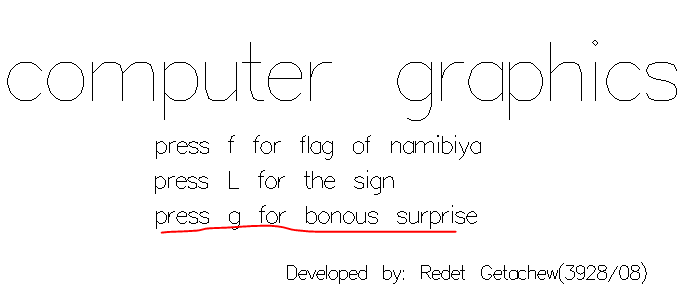 computer graphics
press f for flag of namibiya
press L for the sign
press g for bonous surprise
Developed by: Redet Getachew(3928/08)